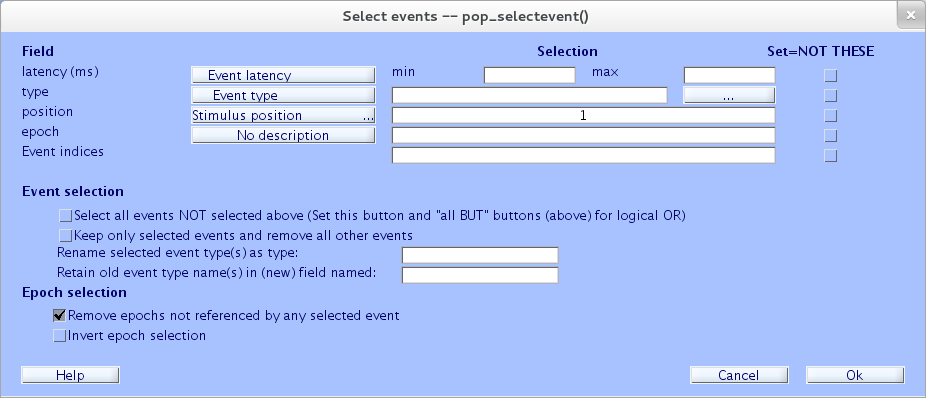 Select events -- pop_selectevent()
Field Selection Set=NOT THESE
latency (ms) Event latency min max
type Event type ...
position Stimulus position ... 1
epoch No description
Event indices
Event selection
Select all events NOT selected above (Set this button and "all BUT" buttons (above) for logical OR)
Keep only selected events and remove all other events
Rename selected event type(s) as type:
Retain old event type name(s) in (new) field named:
Epoch selection
Remove epochs not referenced by any selected event
Invert epoch selection
Help Cancel Ok